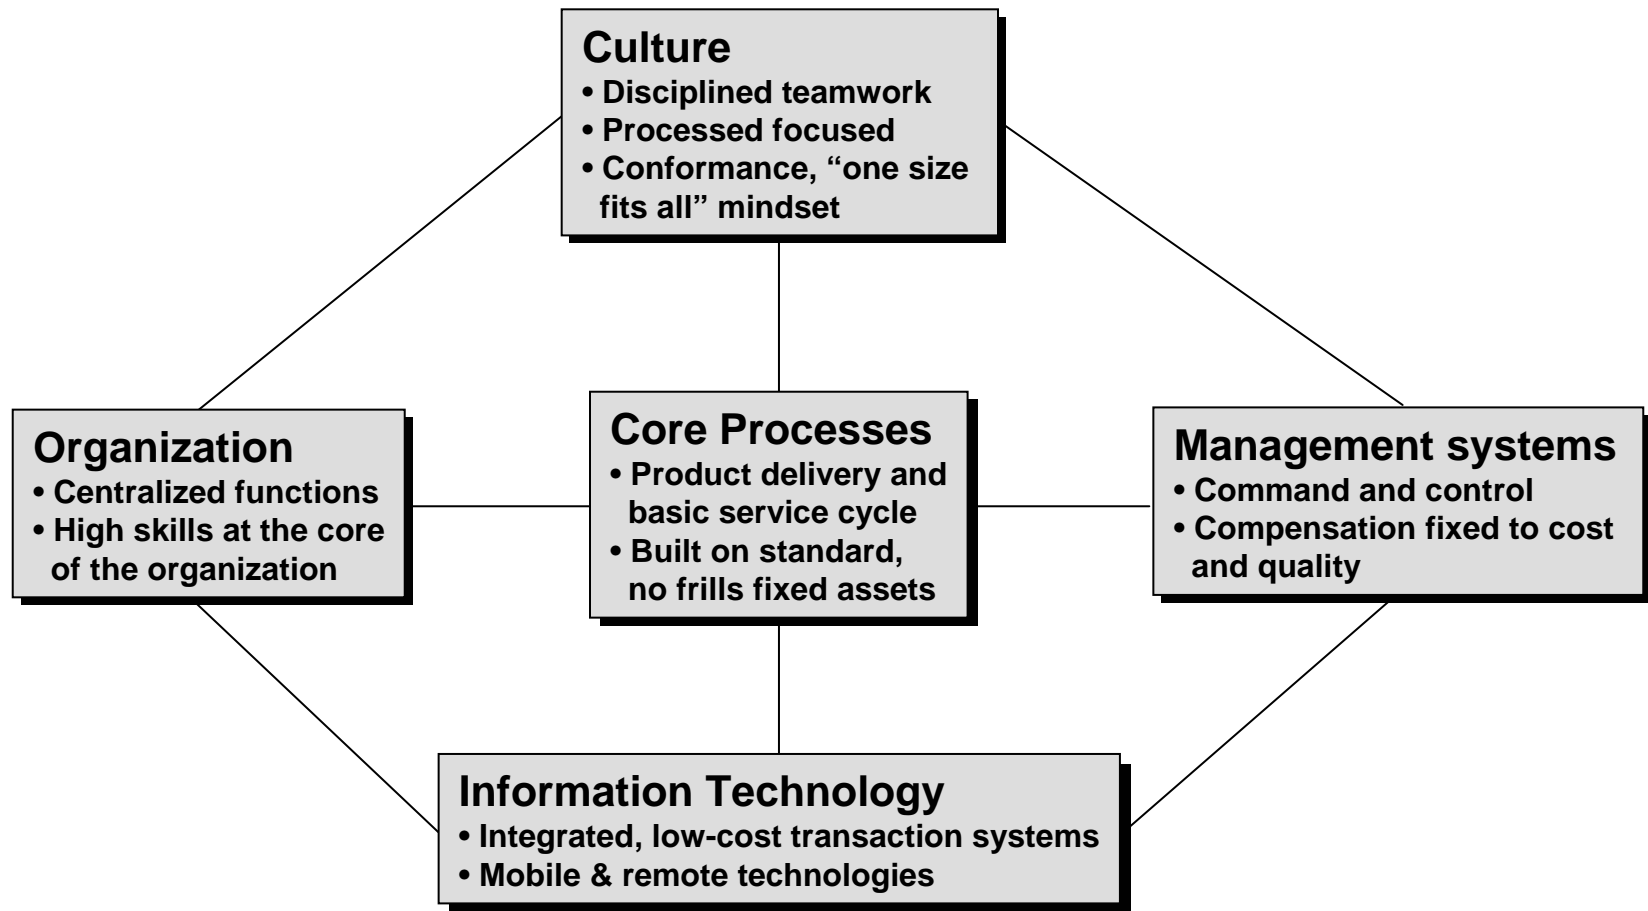 Culture
• Disciplined teamwork
• Processed focused
• Conformance, “one size
fits all” mindset
Organization
• Centralized functions
• High skills at the core
of the organization
Core Processes
• Product delivery and
basic service cycle
• Built on standard,
no frills fixed assets
Management systems
• Command and control
• Compensation fixed to cost
and quality
Information Technology
• Integrated, low-cost transaction systems
• Mobile & remote technologies